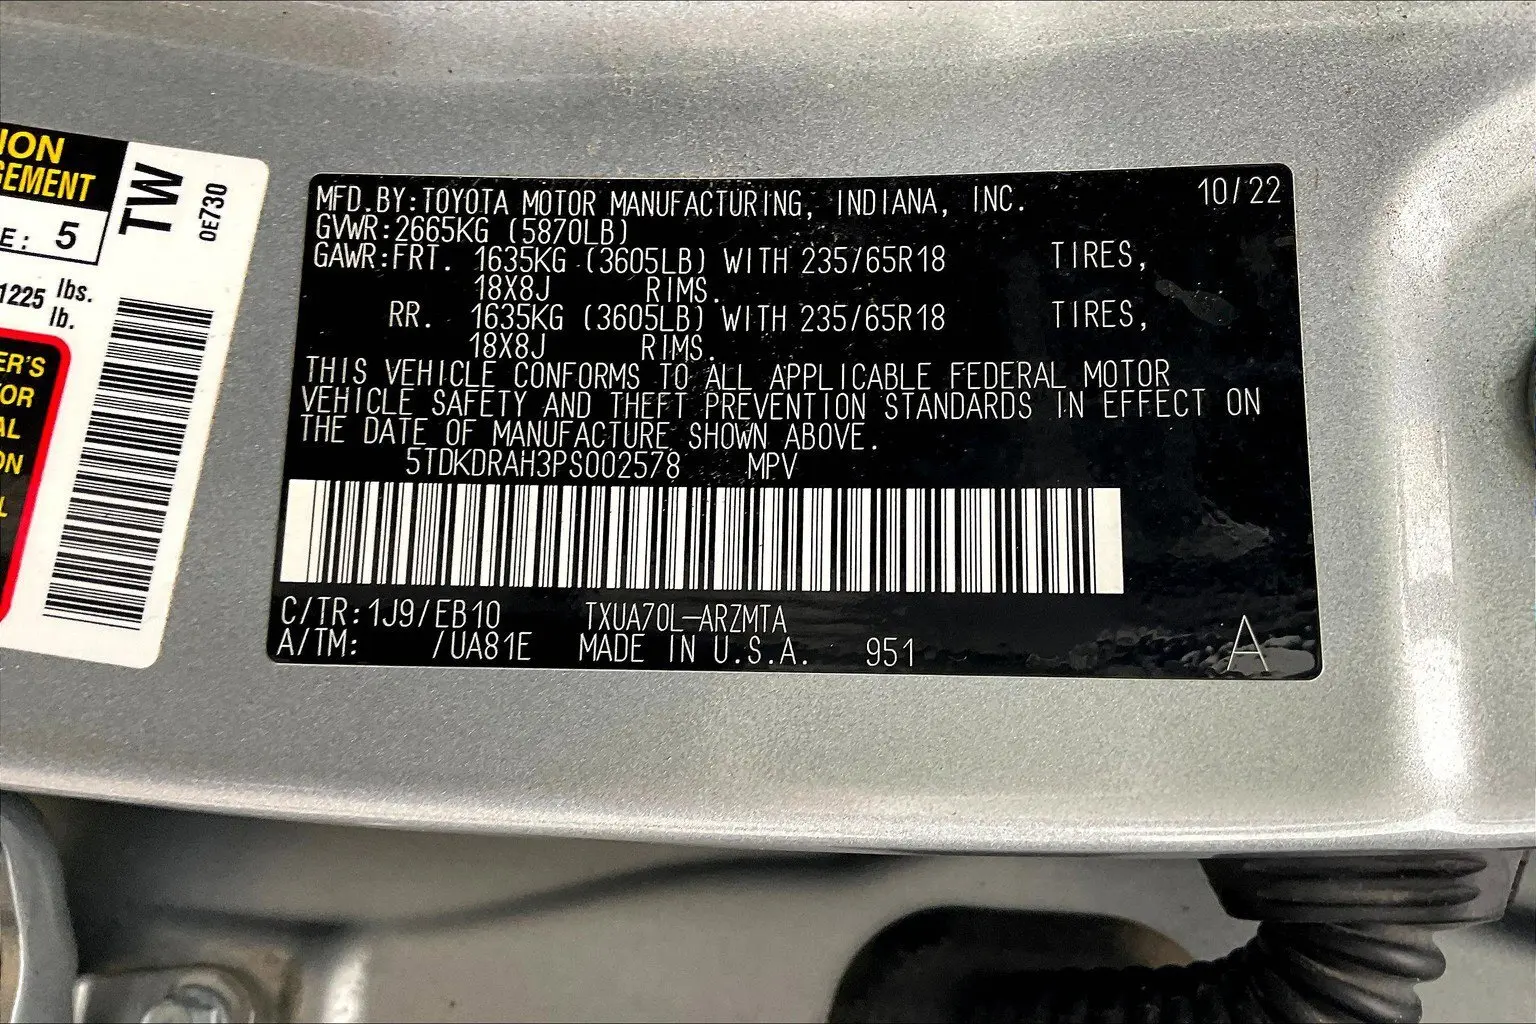 ION
GEMENT
E: 5
1225 lbs.
lb.
ER'S
OR
AL
ON
L
TW
0E730
MFD.BY:TOYOTA MOTOR MANUFACTURING, INDIANA, INC. 10/22
GVWR:2665KG (5870LB)
GAWR:FRT. 1635KG (3605LB) WITH 235/65R18 TIRES,
18X8J RIMS.
RR. 1635KG (3605LB) WITH 235/65R18 TIRES,
18X8J RIMS.
THIS VEHICLE CONFORMS TO ALL APPLICABLE FEDERAL MOTOR
VEHICLE SAFETY AND THEFT PREVENTION STANDARDS IN EFFECT ON
THE DATE OF MANUFACTURE SHOWN ABOVE.
5TDKDRAH3PS002578 MPV
C/TR:1J9/EB10 TXUA70L-ARZMTA
A/TM: /UA81E MADE IN U.S.A. 951 A